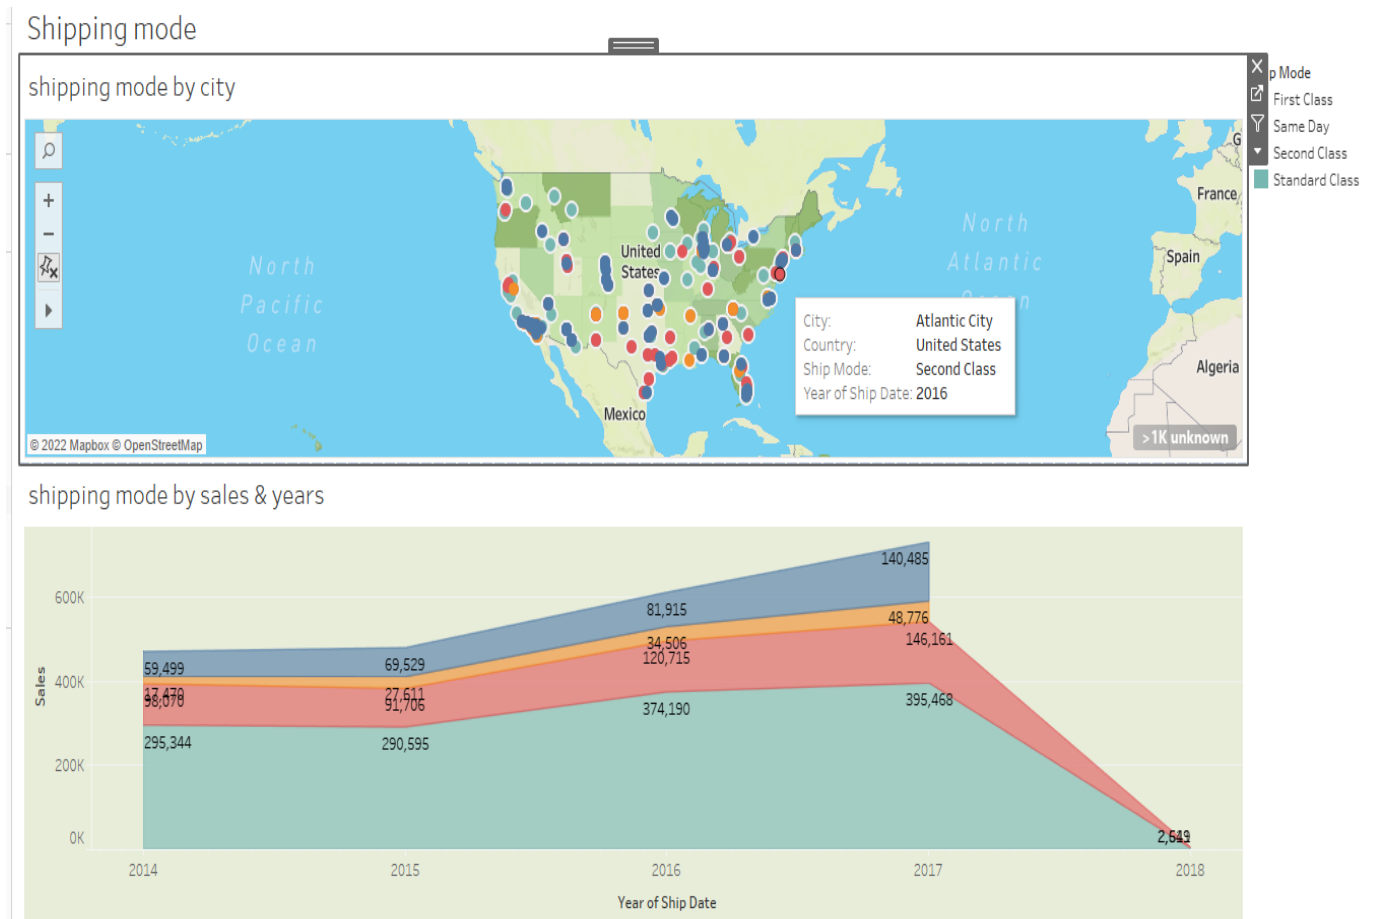 Shipping mode
shipping mode by city
p Mode
First Class
Same Day
Second Class
Standard Class
G
France
Spain
Algeria
North
Pacific
Ocean
North
Atlantic
United
States
Mexico
City: Atlantic City
Country: United States
Ship Mode: Second Class
Year of Ship Date: 2016
© 2022 Mapbox © OpenStreetMap
>1K unknown
shipping mode by sales & years
Sales
600K
400K
200K
0K
59,499
295,344
69,529
27,611
91,706
290,595
81,915
34,506
120,715
374,190
140,485
48,776
146,161
395,468
2014
2015
2016
2017
2018
Year of Ship Date